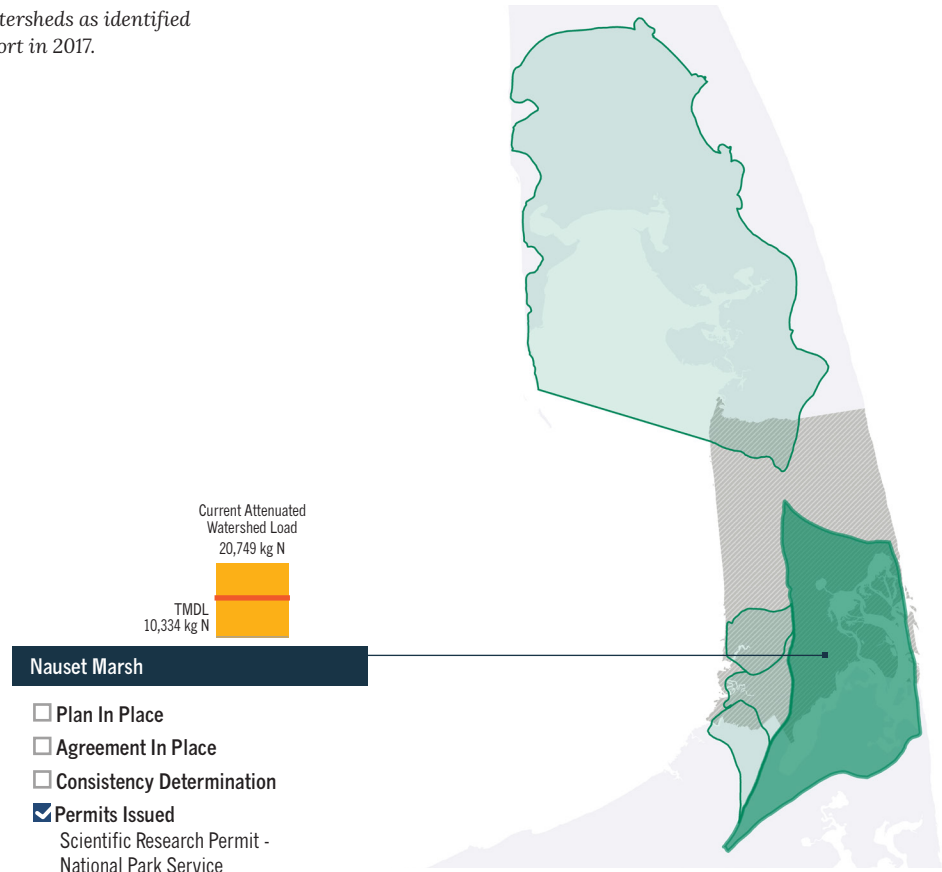 tersheds as identified
ort in 2017.
Current Attenuated
Watershed Load
20,749 kg N
TMDL
10,334 kg N
Nauset Marsh
Plan In Place
Agreement In Place
Consistency Determination
Permits Issued
Scientific Research Permit -
National Park Service